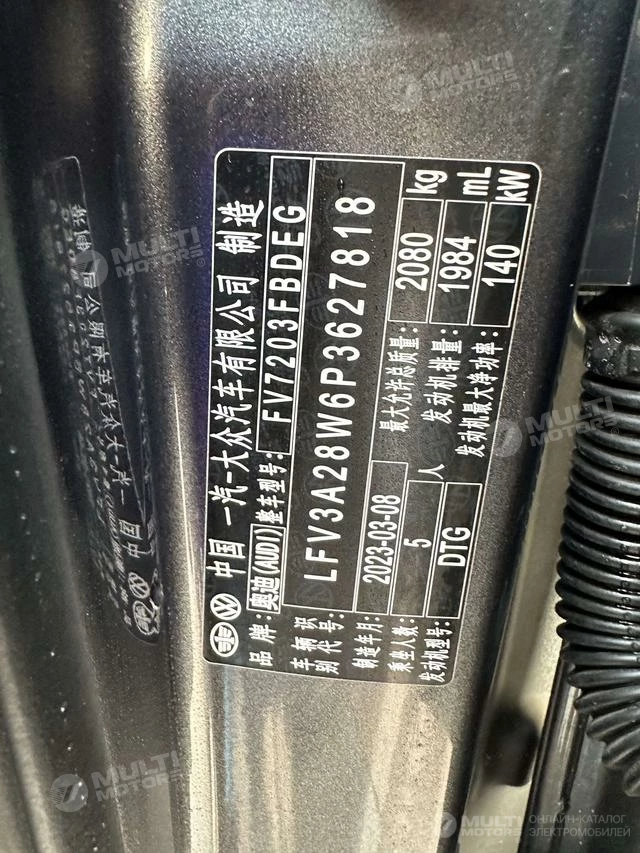 中国 一汽-大众汽车有限公司 制造
品 牌: 奥迪(AUDI) 整车型号: FV7203FBDEG
车 辆 识 别 代 号: LFV3A28W6P3627818
制造年月: 2023-03-08 最大允许总质量: 2080 kg
乘坐人数: 5 人 发动机排量: 1984 mL
发动机型号: DTG 发动机最大净功率: 140 kW
MULTI MOTORS
MULTI MOTORS
MULTI MOTORS
MULTI MOTORS
MULTI MOTORS
ОНЛАЙН-КАТАЛОГ
ЭЛЕКТРОМОБИЛЕЙ